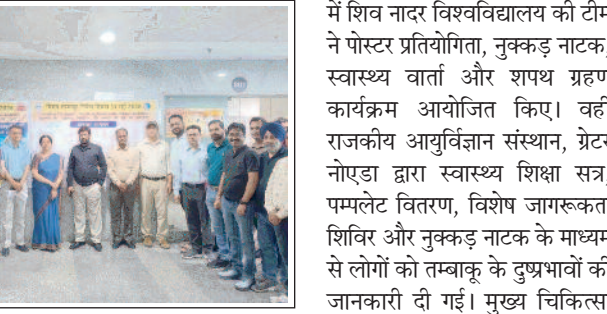 में शिव नादर विश्वविद्यालय की टीम
ने पोस्टर प्रतियोगिता, नुक्कड़ नाटक,
स्वास्थ्य वार्ता और शपथ ग्रहण
कार्यक्रम आयोजित किए। वहीं
राजकीय आयुर्विज्ञान संस्थान, ग्रेटर
नोएडा द्वारा स्वास्थ्य शिक्षा सत्र,
पम्पलेट वितरण, विशेष जागरूकता
शिविर और नुक्कड़ नाटक के माध्यम
से लोगों को तम्बाकू के दुष्प्रभावों की
जानकारी दी गई। मुख्य चिकित्सा